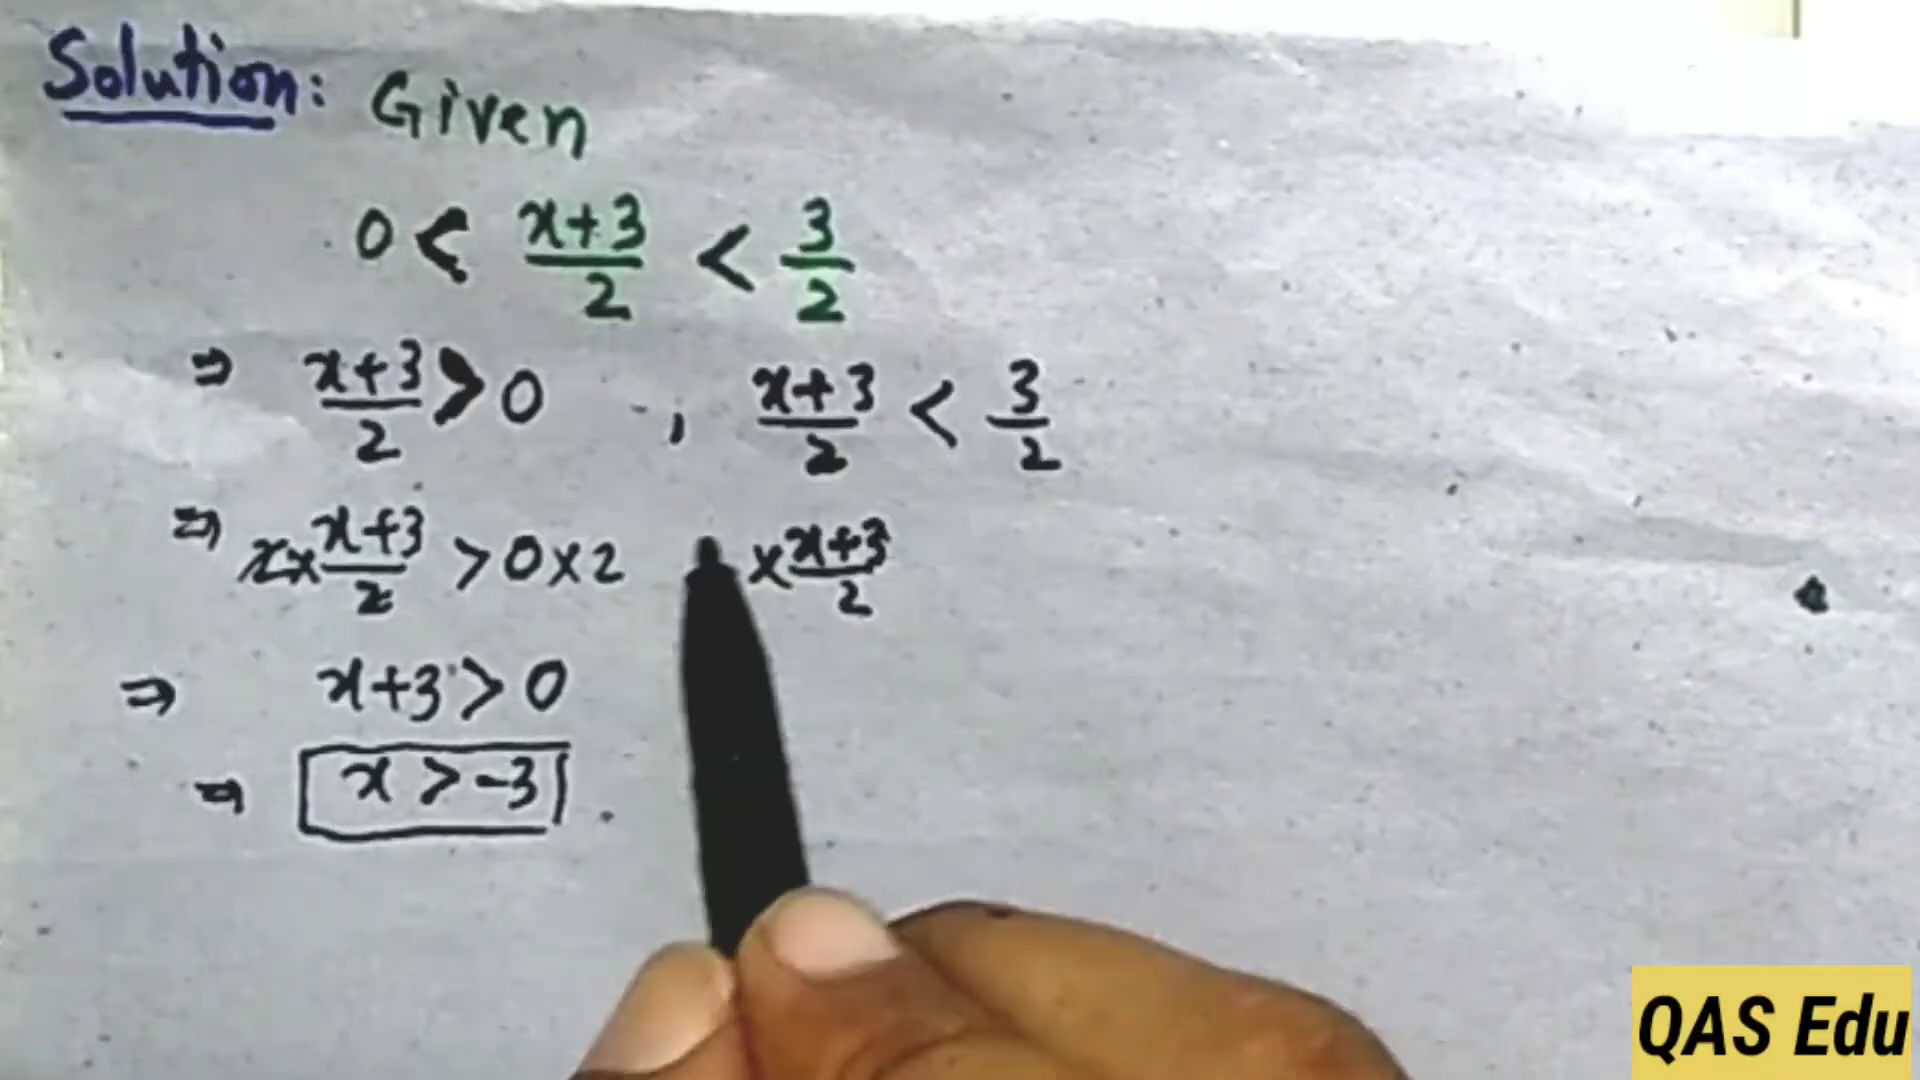 Solution: Given
0 < x+3/2 < 3/2
⇒ x+3/2 > 0 , x+3/2 < 3/2
⇒ 2×x+3/2 > 0×2 ×x+3/2
⇒ x+3 > 0
⇒ x > -3
QAS Edu